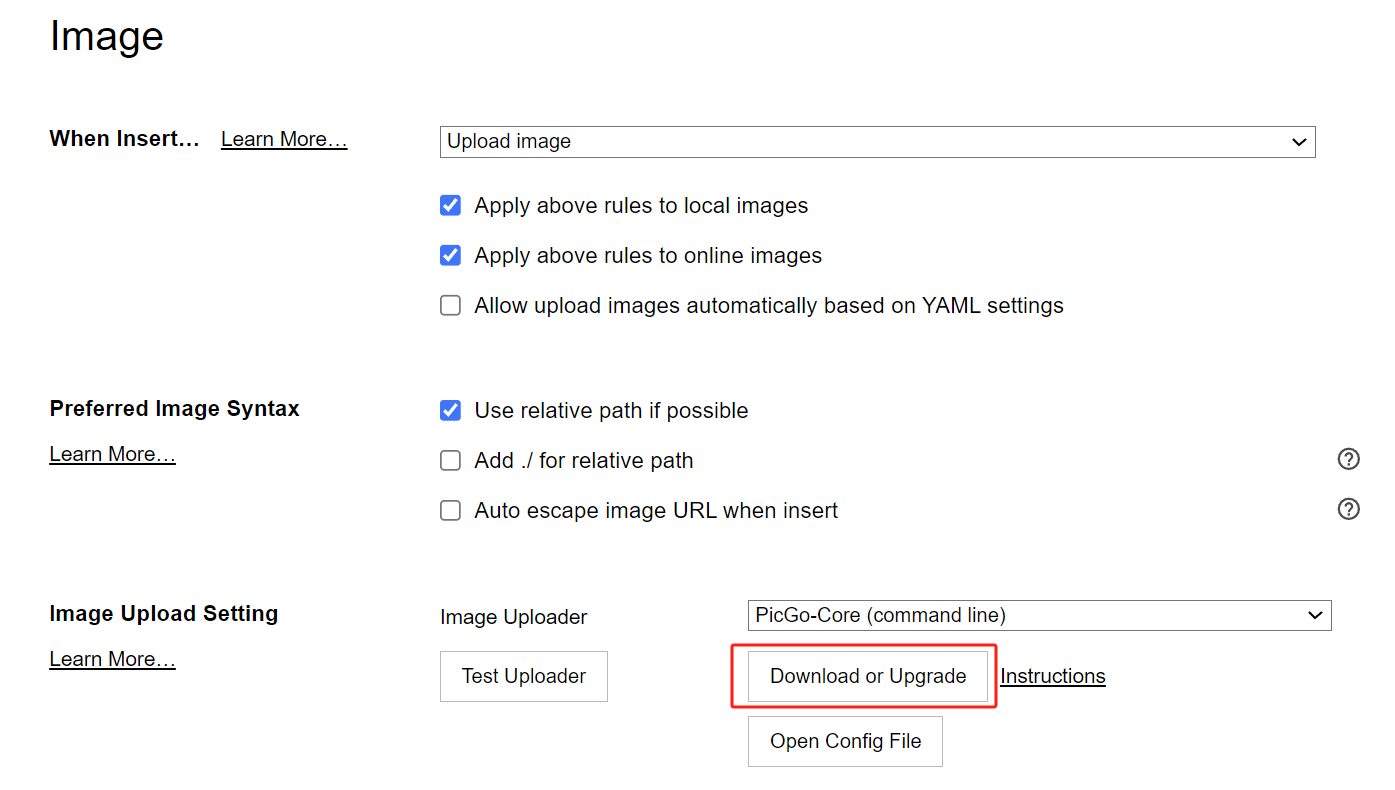 Image
When Insert... Learn More... Upload image
Apply above rules to local images
Apply above rules to online images
Allow upload images automatically based on YAML settings
Preferred Image Syntax Use relative path if possible
Learn More... Add ./ for relative path
Auto escape image URL when insert
Image Upload Setting Image Uploader PicGo-Core (command line)
Learn More... Test Uploader Download or Upgrade Instructions
Open Config File